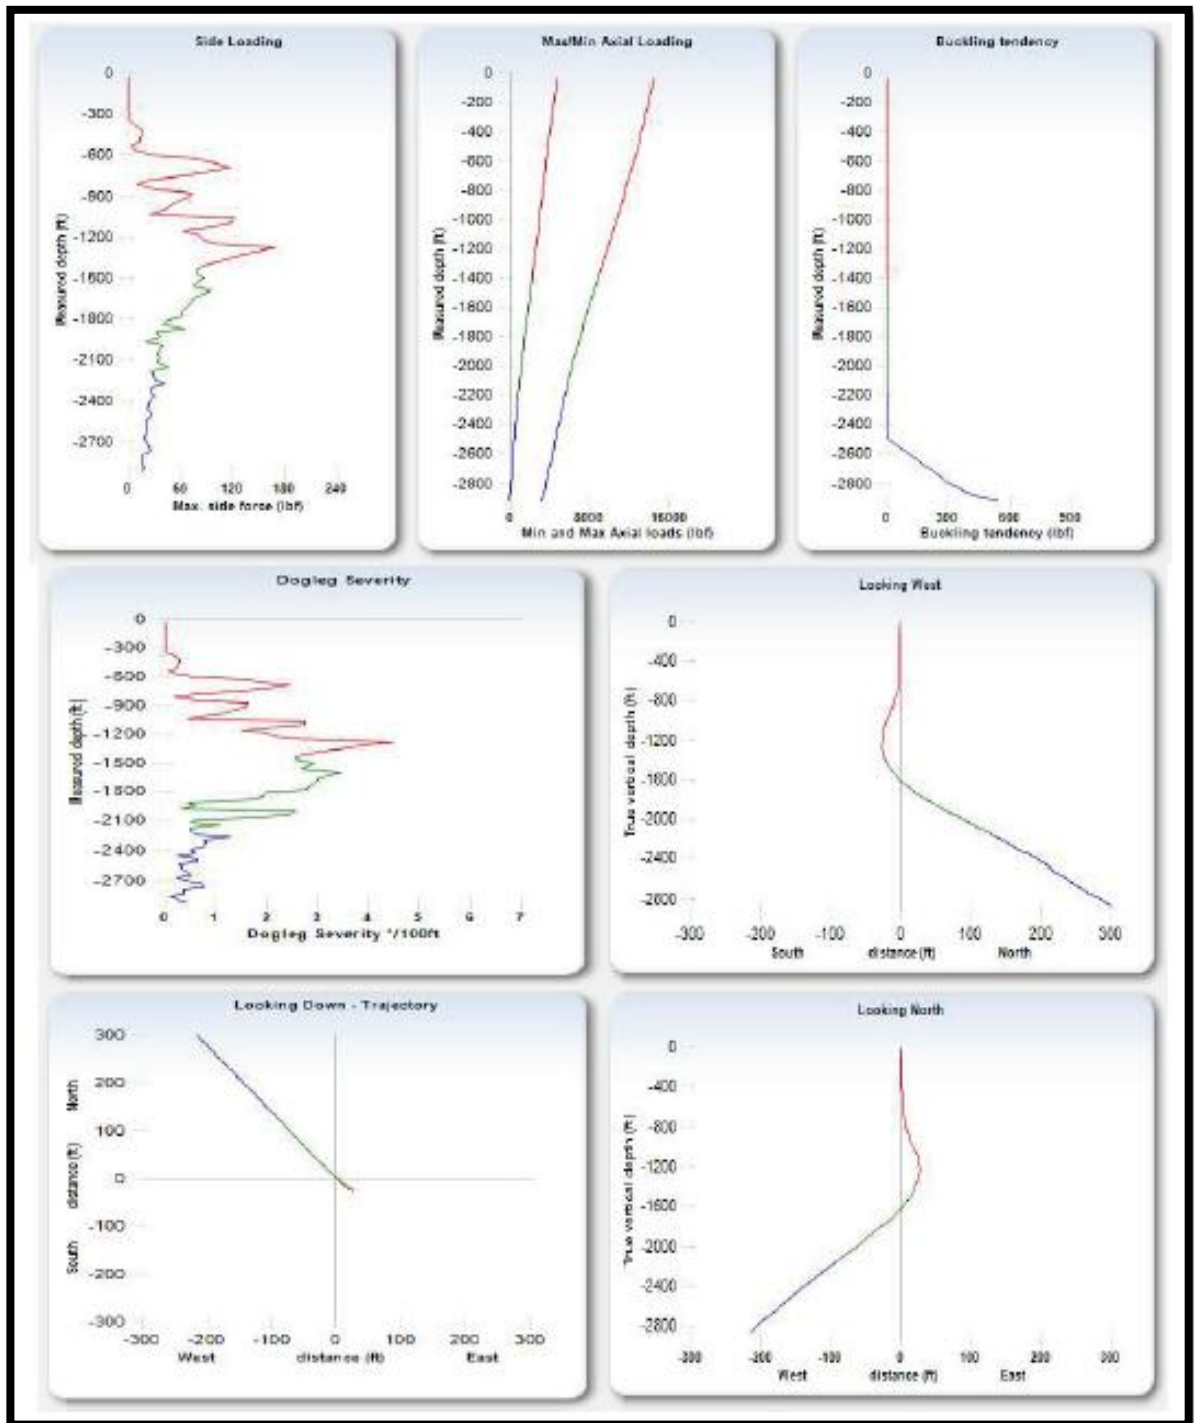 Side Loading
0
-300
-600
-900
-1200
-1500
-1800
-2100
-2400
-2700
Measured depth (ft)
0 60 120 180 240
Max. side force (lbf)
Max/Min Axial Loading
0
-200
-400
-600
-800
-1000
-1200
-1400
-1600
-1800
-2000
-2200
-2400
-2600
-2800
Measured depth (ft)
0 8000 16000
Min and Max Axial loads (lbf)
Buckling tendency
0
-200
-400
-600
-800
-1000
-1200
-1400
-1600
-1800
-2000
-2200
-2400
-2600
-2800
Measured depth (ft)
0 300 600 900
Buckling tendency (lbf)
Dogleg Severity
0
-300
-600
-900
-1200
-1500
-1800
-2100
-2400
-2700
Measured depth (ft)
0 1 2 3 4 5 6 7
Dogleg Severity °/100ft
Looking West
0
-400
-800
-1200
-1600
-2000
-2400
-2800
True vertical depth (ft)
-300 -200 -100 0 100 200 300
South distance (ft) North
Looking Down - Trajectory
300
200
100
0
-100
-200
-300
South distance (ft) North
-300 -200 -100 0 100 200 300
West distance (ft) East
Looking North
0
-400
-800
-1200
-1600
-2000
-2400
-2800
True vertical depth (ft)
-300 -200 -100 0 100 200 300
West distance (ft) East